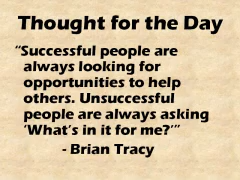 Thought for the Day
“Successful people are
always looking for
opportunities to help
others. Unsuccessful
people are always asking
‘What’s in it for me?’”
- Brian Tracy